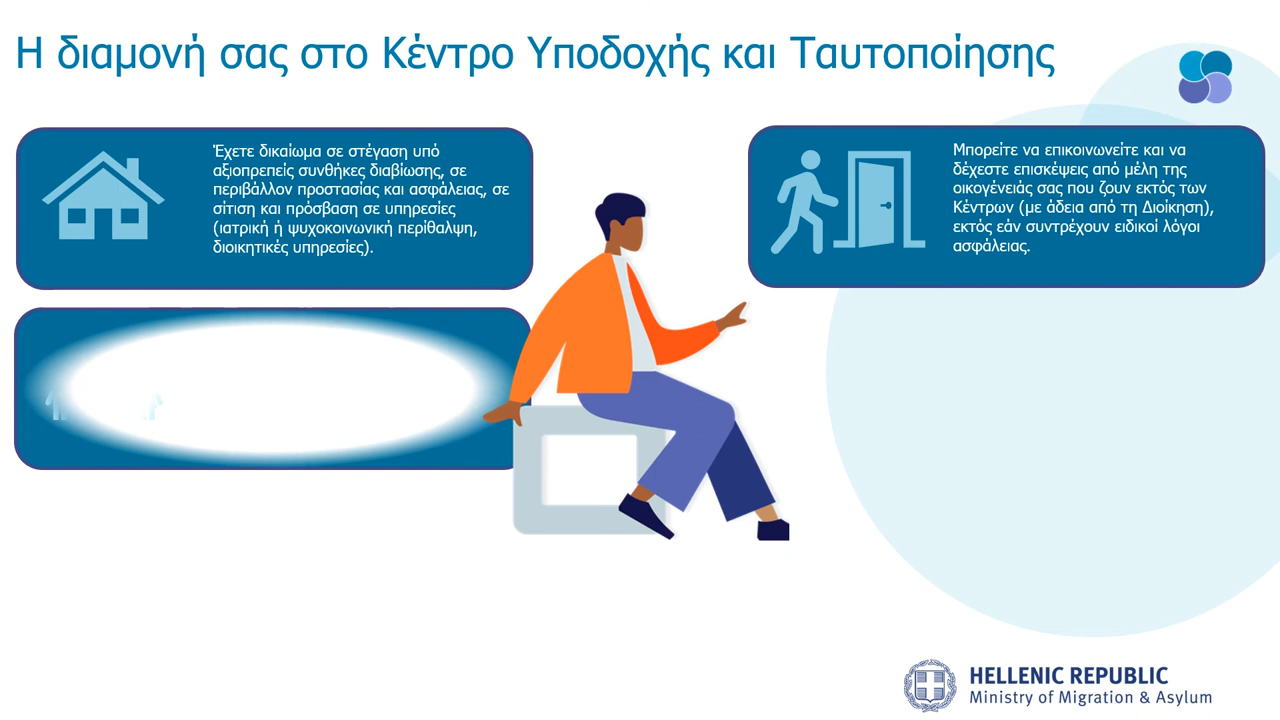 Η διαμονή σας στο Κέντρο Υποδοχής και Ταυτοποίησης
Έχετε δικαίωμα σε στέγαση υπό
αξιοπρεπείς συνθήκες διαβίωσης, σε
περιβάλλον προστασίας και ασφάλειας, σε
σίτιση και πρόσβαση σε υπηρεσίες
(ιατρική ή ψυχοκοινωνική περίθαλψη,
διοικητικές υπηρεσίες).
Μπορείτε να επικοινωνείτε και να
δέχεστε επισκέψεις από μέλη της
οικογένειάς σας που ζουν εκτός των
Κέντρων (με άδεια από τη Διοίκηση),
εκτός εάν συντρέχουν ειδικοί λόγοι
ασφάλειας.
HELLENIC REPUBLIC
Ministry of Migration & Asylum